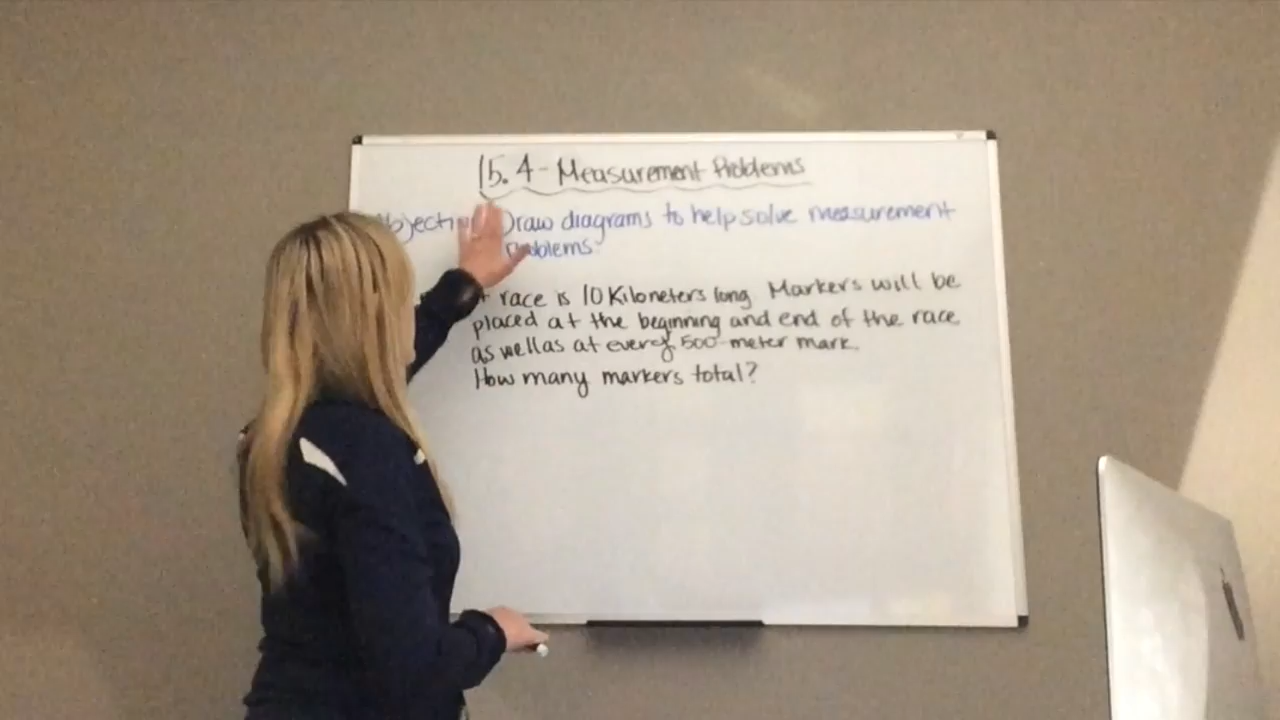 15.4 - Measurement Problems
Draw diagrams to help solve measurement
problems.
race is 10 Kilometers long. Markers will be
placed at the beginning and end of the race
as well as at every 500-meter mark.
How many markers total?